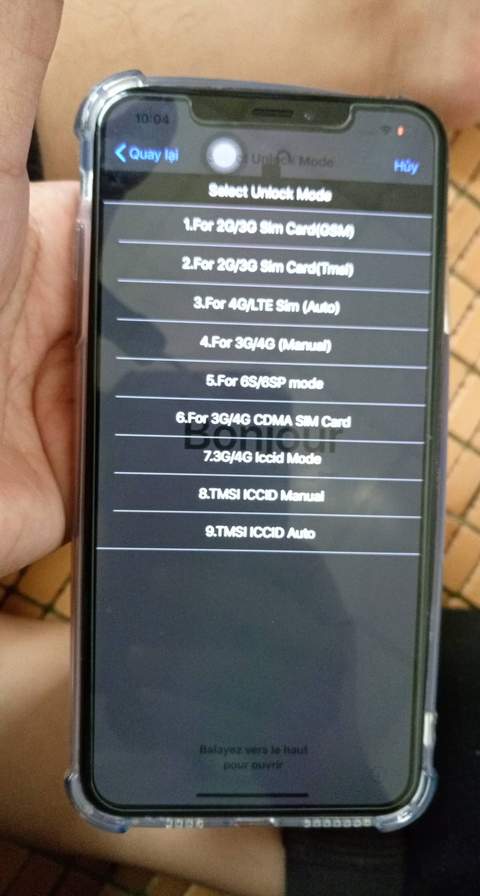 10:04
Quay lại
Select Unlock Mode
Hủy
Select Unlock Mode
1.For 2G/3G Sim Card(GSM)
2.For 2G/3G Sim Card(Tmsi)
3.For 4G/LTE Sim (Auto)
4.For 3G/4G (Manual)
5.For 6S/6SP mode
6.For 3G/4G CDMA SIM Card
Bonjour
7.3G/4G Iccid Mode
8.TMSI ICCID Manual
9.TMSI ICCID Auto
Balayez vers le haut
pour ouvrir